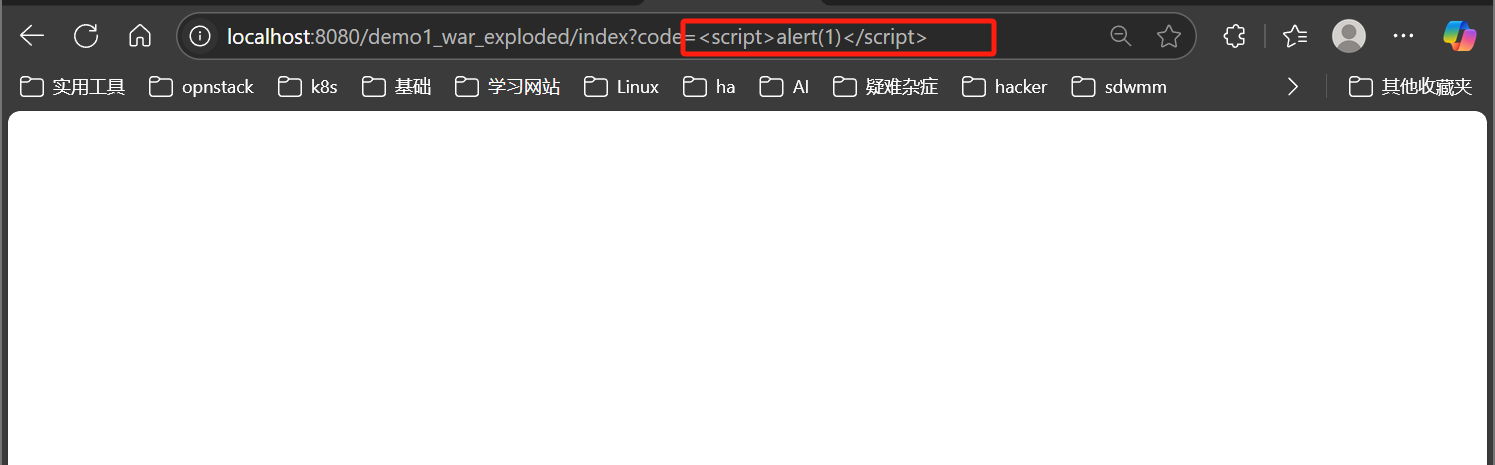 localhost:8080/demo1_war_exploded/index?code=<script>alert(1)</script>
实用工具 opnstack k8s 基础 学习网站 Linux ha AI 疑难杂症 hacker sdwmm 其他收藏夹